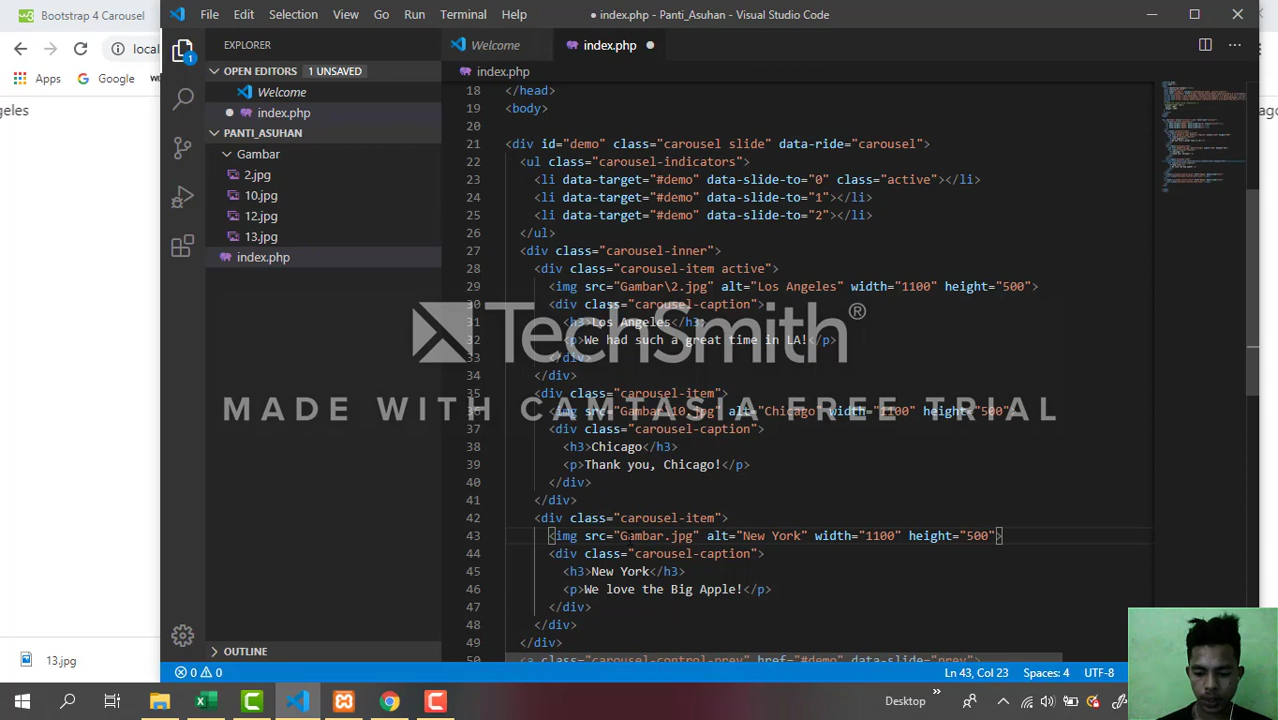 Bootstrap 4 Carousel
File Edit Selection View Go Run Terminal Help
index.php - Panti_Asuhan - Visual Studio Code
local
Apps Google
EXPLORER
Welcome
index.php
OPEN EDITORS 1 UNSAVED
index.php
Welcome
index.php
PANTI_ASUHAN
Gambar
2.jpg
10.jpg
12.jpg
13.jpg
index.php
OUTLINE
geles
18 </head>
19 <body>
20
21 <div id="demo" class="carousel slide" data-ride="carousel">
22 <ul class="carousel-indicators">
23 <li data-target="#demo" data-slide-to="0" class="active"></li>
24 <li data-target="#demo" data-slide-to="1"></li>
25 <li data-target="#demo" data-slide-to="2"></li>
26 </ul>
27 <div class="carousel-inner">
28 <div class="carousel-item active">
29 <img src="Gambar\2.jpg" alt="Los Angeles" width="1100" height="500">
30 <div class="carousel-caption">
31 <h3>Los Angeles</h3>
32 <p>We had such a great time in LA!</p>
33 </div>
34 </div>
35 <div class="carousel-item">
36 <img src="Gambar\10.jpg" alt="Chicago" width="1100" height="500">
37 <div class="carousel-caption">
38 <h3>Chicago</h3>
39 <p>Thank you, Chicago!</p>
40 </div>
41 </div>
42 <div class="carousel-item">
43 <img src="Gambar.jpg" alt="New York" width="1100" height="500">
44 <div class="carousel-caption">
45 <h3>New York</h3>
46 <p>We love the Big Apple!</p>
47 </div>
48 </div>
49 </div>
50 <a class="carousel-control-prev" href="#demo" data-slide="prev">
TechSmith®
MADE WITH CAMTASIA FREE TRIAL
13.jpg
0 0
Ln 43, Col 23 Spaces: 4 UTF-8
Desktop